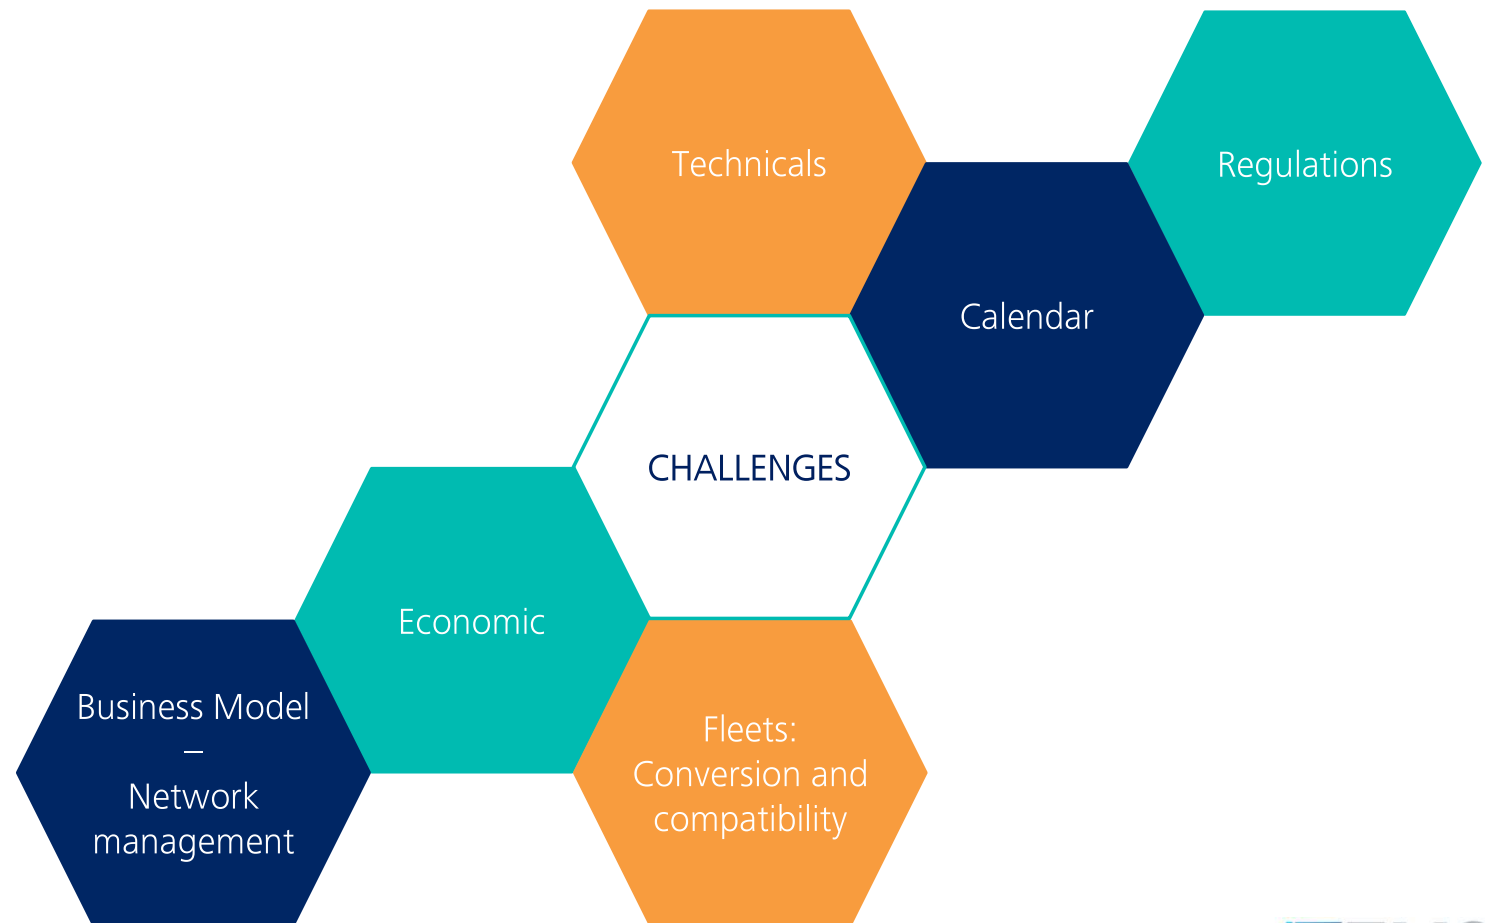 Technicals
Regulations
Calendar
CHALLENGES
Economic
Business Model
–
Network
management
Fleets:
Conversion and
compatibility